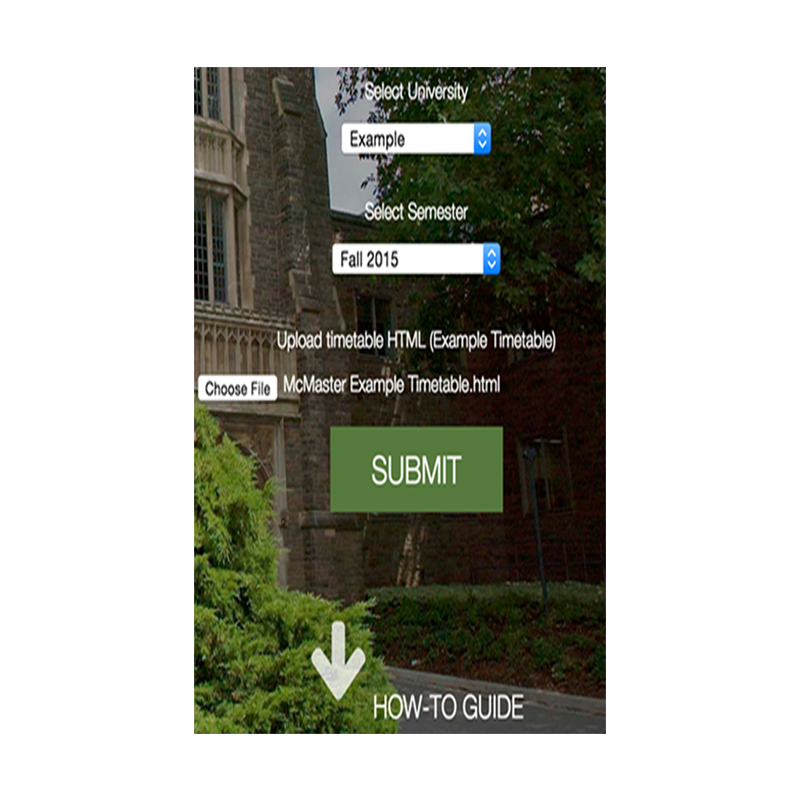 Select University
Example
Select Semester
Fall 2015
Upload timetable HTML (Example Timetable)
Choose File McMaster Example Timetable.html
SUBMIT
HOW-TO GUIDE